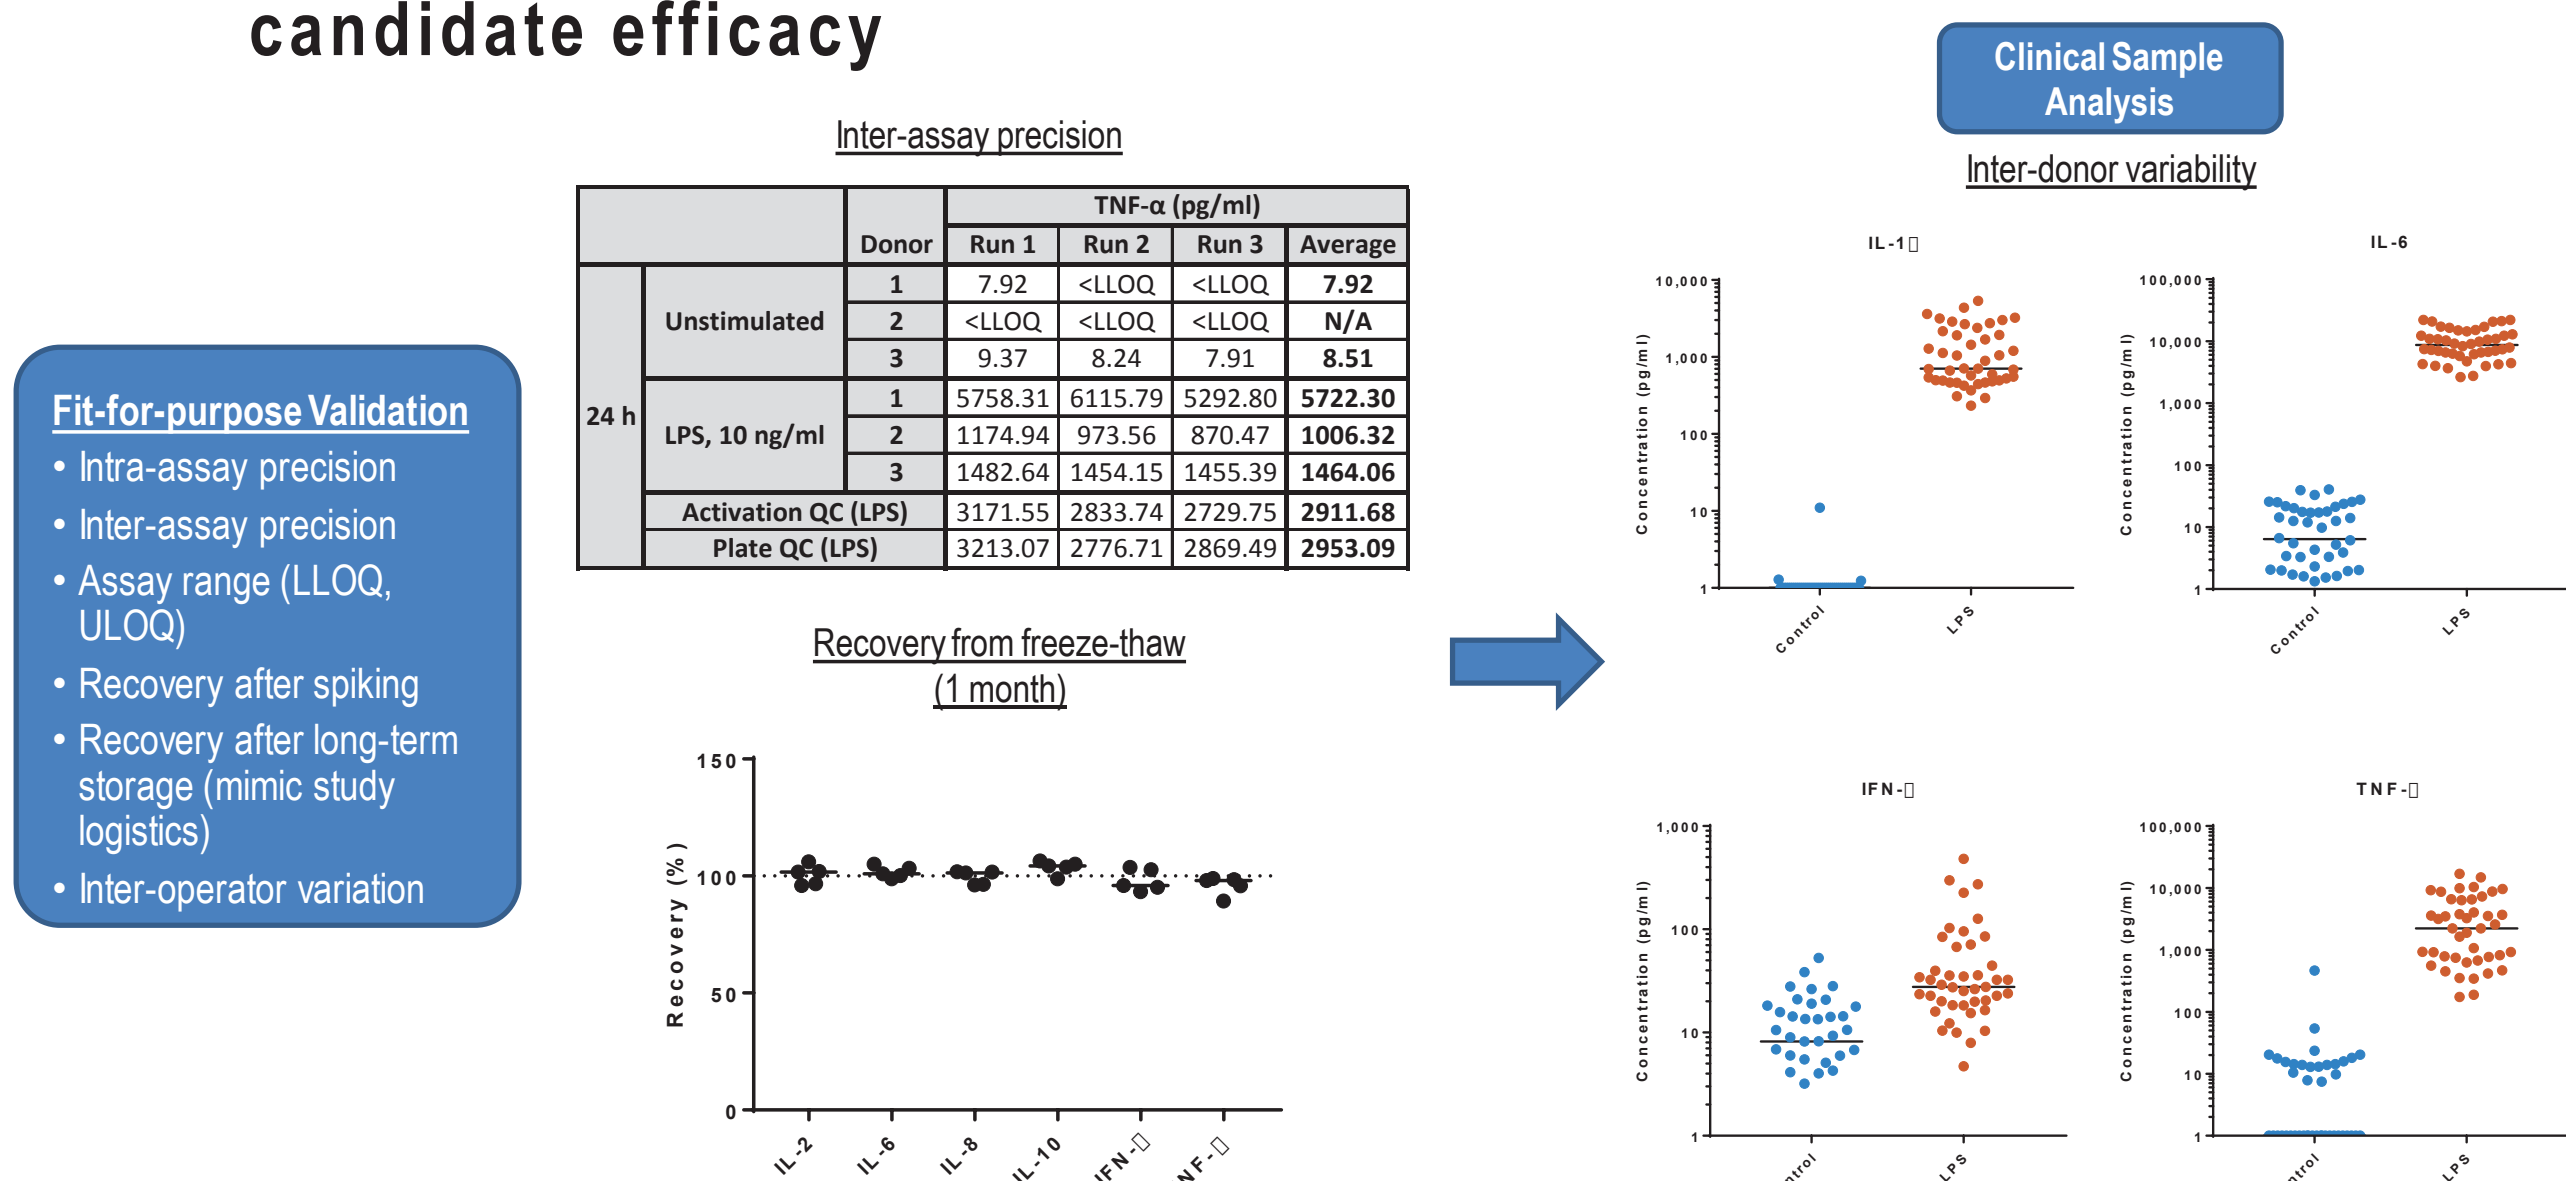 candidate efficacy
Fit-for-purpose Validation
• Intra-assay precision
• Inter-assay precision
• Assay range (LLOQ,
ULOQ)
• Recovery after spiking
• Recovery after long-term
storage (mimic study
logistics)
• Inter-operator variation
Inter-assay precision
TNF-α (pg/ml)
Donor Run 1 Run 2 Run 3 Average
24 h
Unstimulated
1 7.92 <LLOQ <LLOQ 7.92
2 <LLOQ <LLOQ <LLOQ N/A
3 9.37 8.24 7.91 8.51
LPS, 10 ng/ml
1 5758.31 6115.79 5292.80 5722.30
2 1174.94 973.56 870.47 1006.32
3 1482.64 1454.15 1455.39 1464.06
Activation QC (LPS) 3171.55 2833.74 2729.75 2911.68
Plate QC (LPS) 3213.07 2776.71 2869.49 2953.09
Recovery from freeze-thaw
(1 month)
Recovery (%)
150
100
50
0
IL-2 IL-6 IL-8 IL-10 IFN-▯ NF-▯
Clinical Sample
Analysis
Inter-donor variability
IL-1▯
Concentration (pg/ml)
10,000
1,000
100
10
1
Control LPS
IL-6
Concentration (pg/ml)
100,000
10,000
1,000
100
10
1
Control LPS
IFN-▯
Concentration (pg/ml)
1,000
100
10
1
ntrol LPS
TNF-▯
Concentration (pg/ml)
100,000
10,000
1,000
100
10
1
ntrol LPS